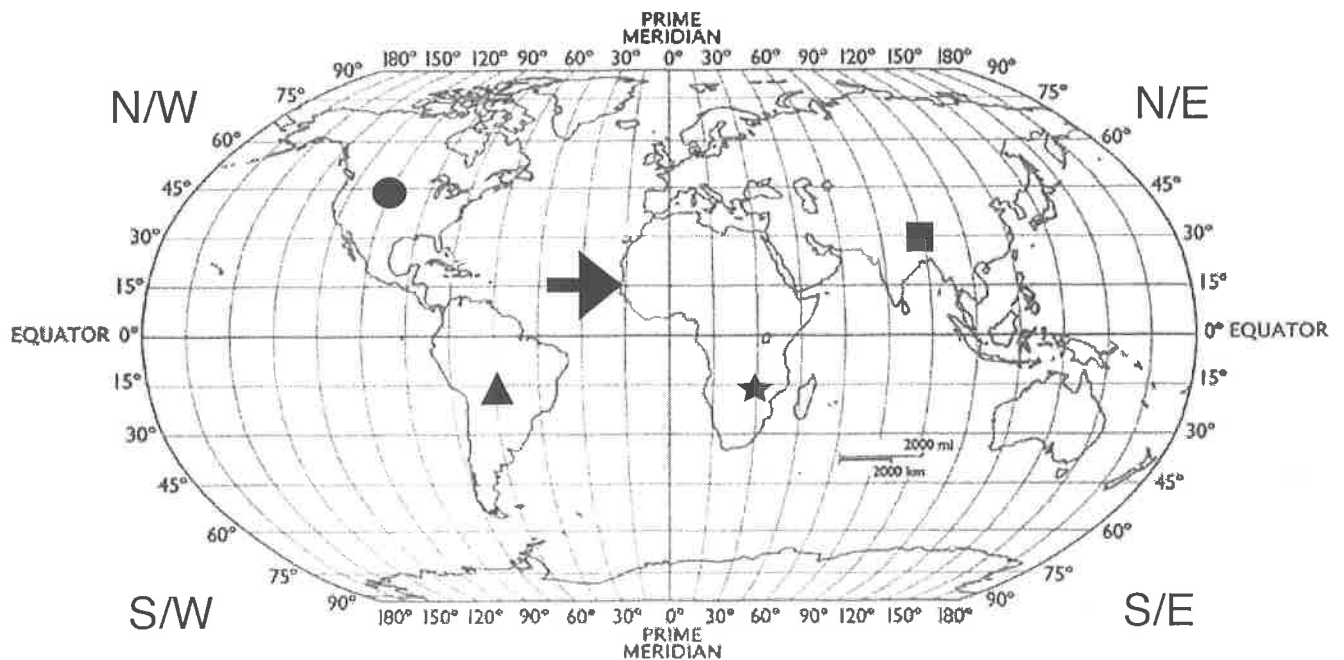 PRIME
MERIDIAN
90° 180° 150° 120° 90° 60° 30° 0° 30° 60° 90° 120° 150° 180° 90°
N/W N/E
75° 75°
60° 60°
45° 45°
30° 30°
15° 15°
EQUATOR 0° 0° EQUATOR
15° 15°
30° 30°
2000 mi
2000 km
45° 45°
60° 60°
75° 75°
90° 90°
S/W S/E
180° 150° 120° 90° 60° 30° 0° 30° 60° 90° 120° 150° 180°
PRIME
MERIDIAN